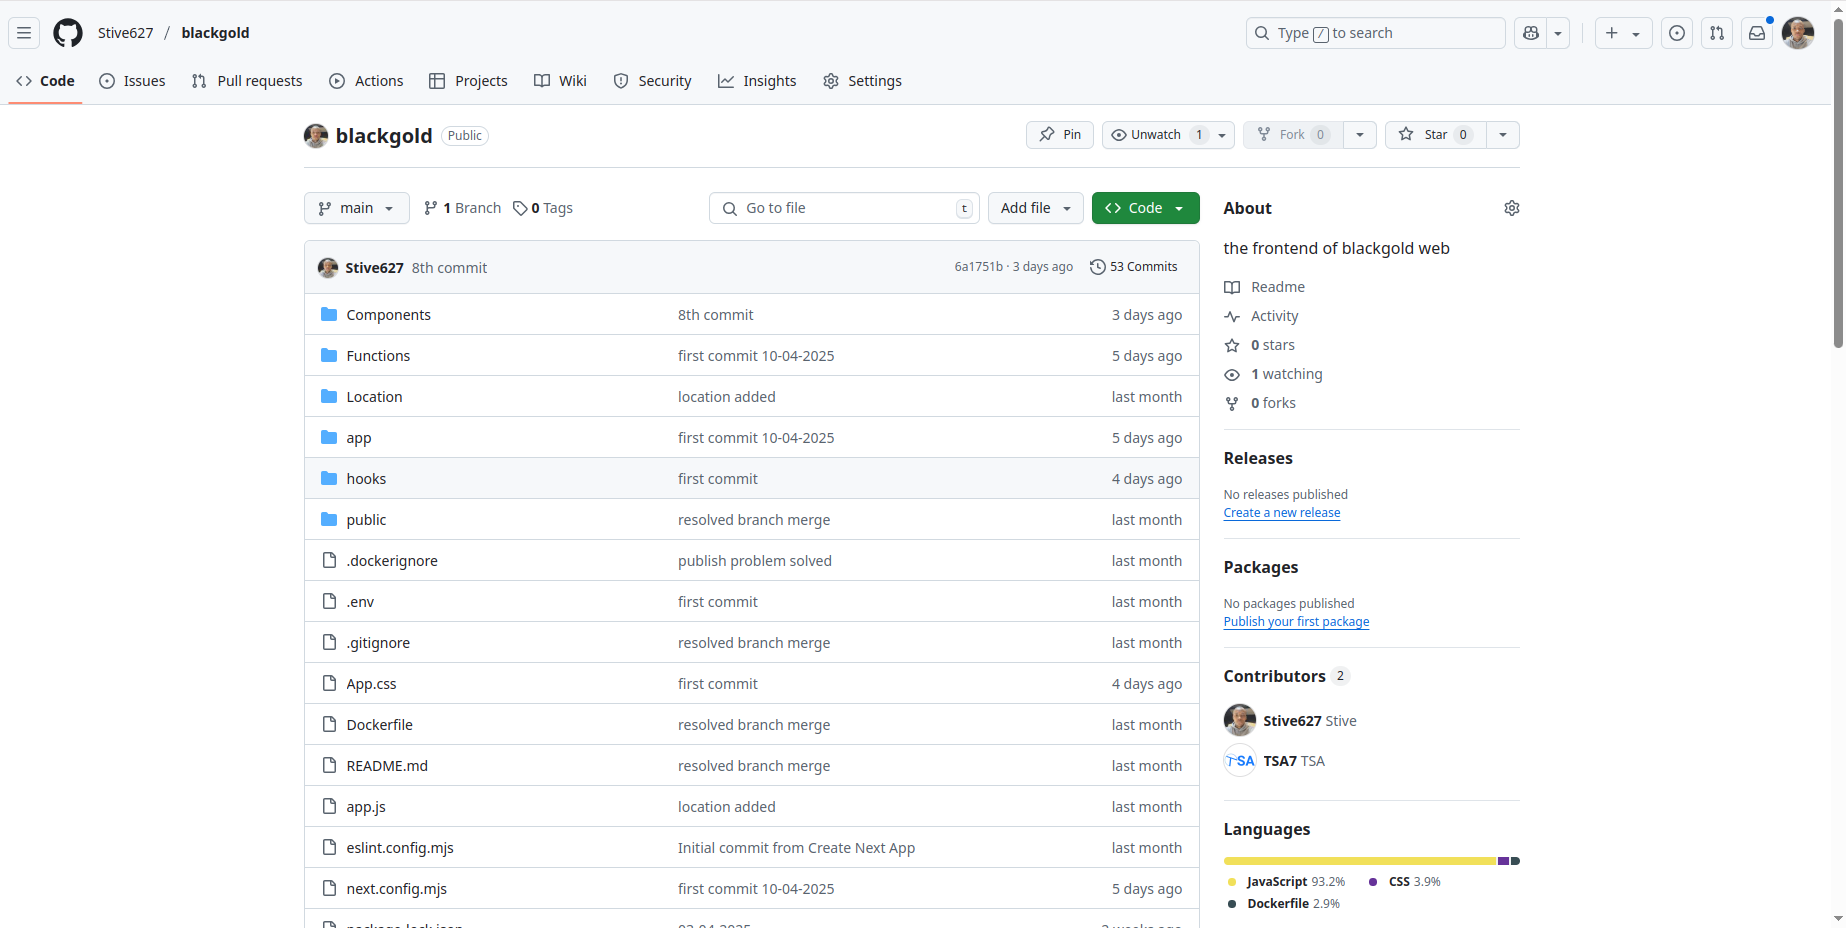 Stive627 / blackgold
Type / to search
Code Issues Pull requests Actions Projects Wiki Security Insights Settings
blackgold Public
Pin Unwatch 1 Fork 0 Star 0
main 1 Branch 0 Tags Go to file t Add file Code
Stive627 8th commit 6a1751b · 3 days ago 53 Commits
Components 8th commit 3 days ago
Functions first commit 10-04-2025 5 days ago
Location location added last month
app first commit 10-04-2025 5 days ago
hooks first commit 4 days ago
public resolved branch merge last month
.dockerignore publish problem solved last month
.env first commit last month
.gitignore resolved branch merge last month
App.css first commit 4 days ago
Dockerfile resolved branch merge last month
README.md resolved branch merge last month
app.js location added last month
eslint.config.mjs Initial commit from Create Next App last month
next.config.mjs first commit 10-04-2025 5 days ago
package-lock.json 03-04-2025 2 weeks ago
About
the frontend of blackgold web
Readme
Activity
0 stars
1 watching
0 forks
Releases
No releases published
Create a new release
Packages
No packages published
Publish your first package
Contributors 2
Stive627 Stive
TSA TSA7 TSA
Languages
JavaScript 93.2% CSS 3.9%
Dockerfile 2.9%